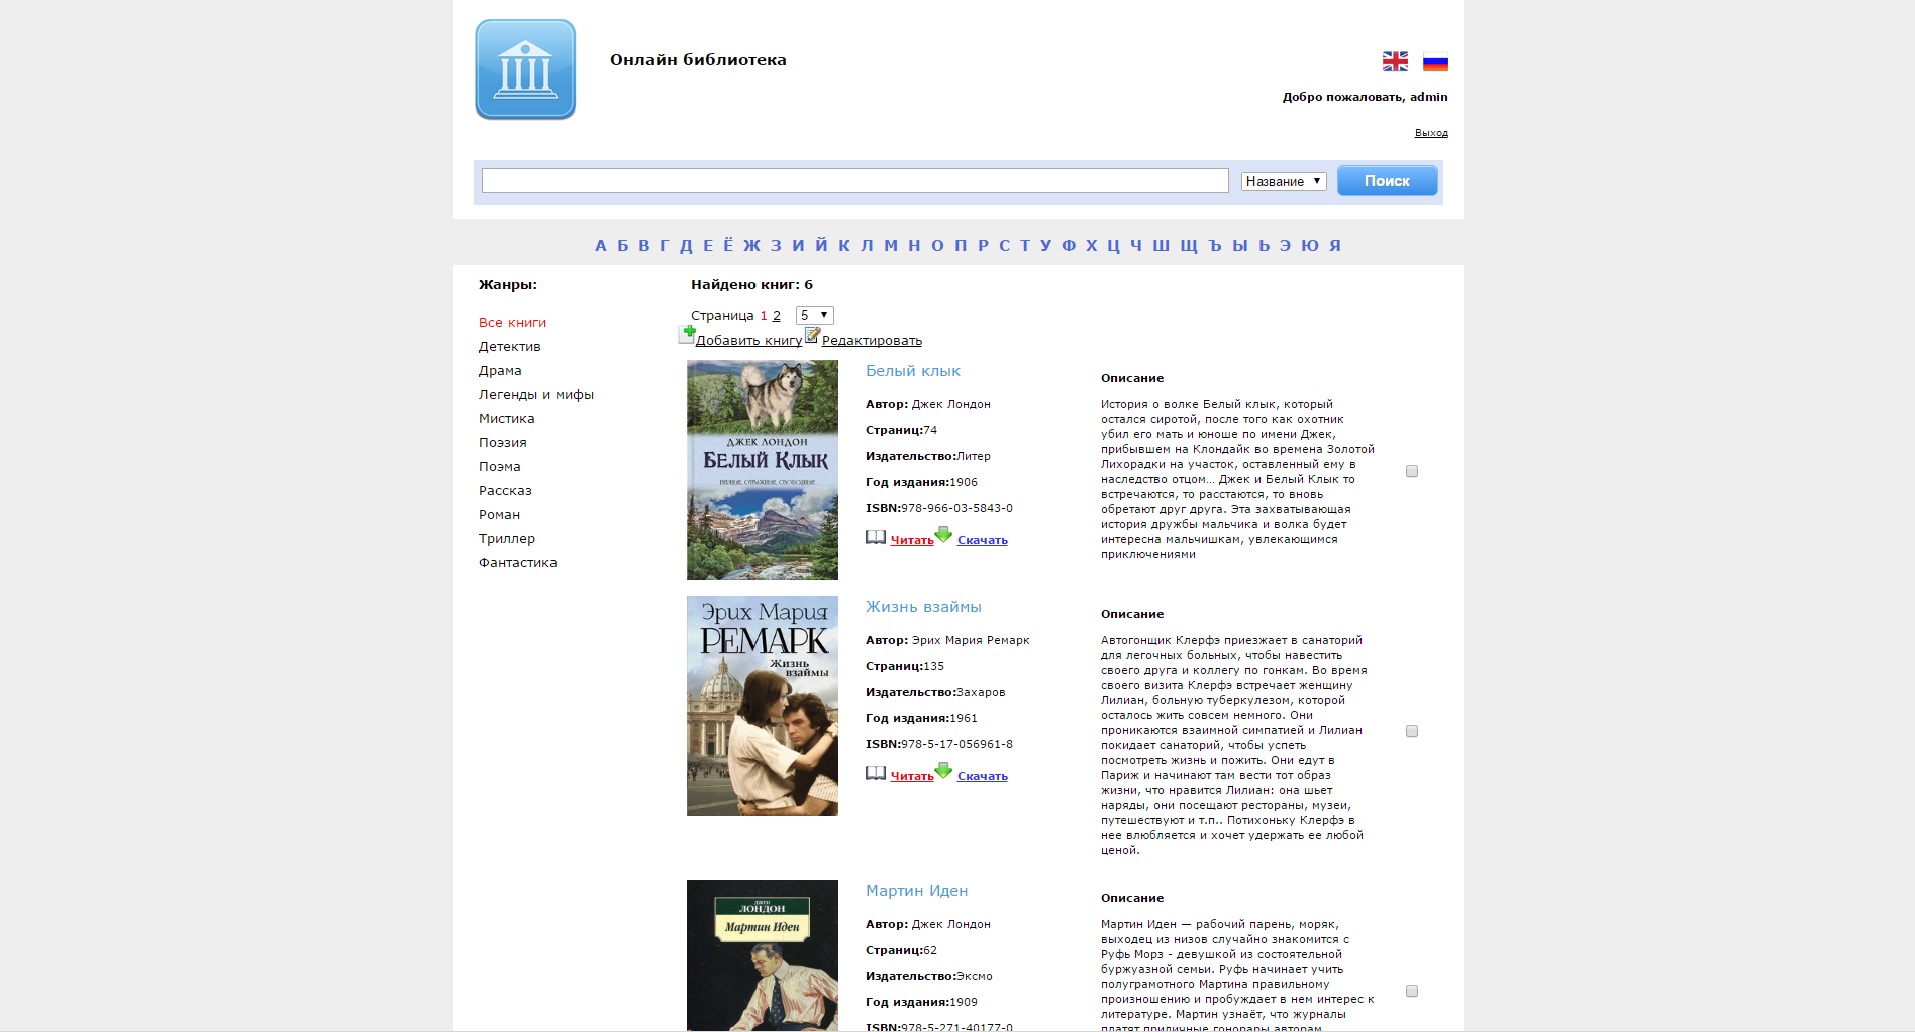 Онлайн библиотека
Добро пожаловать, admin
Выход
Название
Поиск
А Б В Г Д Е Ё Ж З И Й К Л М Н О П Р С Т У Ф Х Ц Ч Ш Щ Ъ Ы Ь Э Ю Я
Жанры:
Все книги
Детектив
Драма
Легенды и мифы
Мистика
Поэзия
Поэма
Рассказ
Роман
Триллер
Фантастика
Найдено книг: 6
Страница 1 2 5
Добавить книгу Редактировать
ДЖЕК ЛОНДОН
БЕЛЫЙ КЛЫК
Белый клык
Автор: Джек Лондон
Страниц:74
Издательство:Литер
Год издания:1906
ISBN:978-966-03-5843-0
Читать Скачать
Описание
История о волке Белый клык, который
остался сиротой, после того как охотник
убил его мать и юноше по имени Джек,
прибывшем на Клондайк во времена Золотой
Лихорадки на участок, оставленный ему в
наследство отцом... Джек и Белый Клык то
встречаются, то расстаются, то вновь
обретают друг друга. Эта захватывающая
история дружбы мальчика и волка будет
интересна мальчишкам, увлекающимся
приключениями
Эрих Мария
РЕМАРК
Жизнь
взаймы
Жизнь взаймы
Автор: Эрих Мария Ремарк
Страниц:135
Издательство:Захаров
Год издания:1961
ISBN:978-5-17-056961-8
Читать Скачать
Описание
Автогонщик Клерфэ приезжает в санаторий
для легочных больных, чтобы навестить
своего друга и коллегу по гонкам. Во время
своего визита Клерфэ встречает женщину
Лилиан, больную туберкулезом, которой
осталось жить совсем немного. Они
проникаются взаимной симпатией и Лилиан
покидает санаторий, чтобы успеть
посмотреть жизнь и пожить. Они едут в
Париж и начинают там вести тот образ
жизни, что нравится Лилиан: она шьет
наряды, они посещают рестораны, музеи,
путешествуют и т.п.. Потихоньку Клерфэ в
нее влюбляется и хочет удержать ее любой
ценой.
ДЖЕК
ЛОНДОН
Мартин Иден
Мартин Иден
Автор: Джек Лондон
Страниц:62
Издательство:Эксмо
Год издания:1909
ISBN:978-5-271-40177-0
Описание
Мартин Иден — рабочий парень, моряк,
выходец из низов случайно знакомится с
Руфь Морз - девушкой из состоятельной
буржуазной семьи. Руфь начинает учить
полуграмотного Мартина правильному
произношению и пробуждает в нем интерес к
литературе. Мартин узнаёт, что журналы
платят приличные гонорары авторам